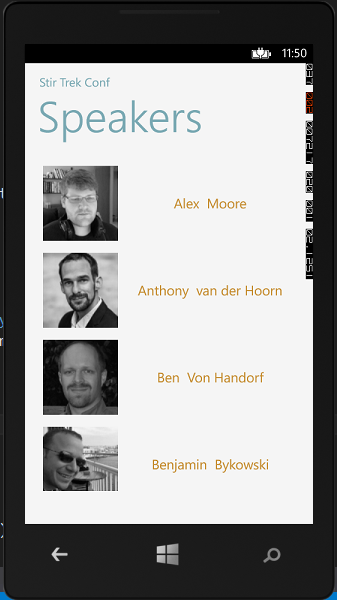 11:50
Stir Trek Conf
Speakers
Alex Moore
Anthony van der Hoorn
Ben Von Handorf
Benjamin Bykowski